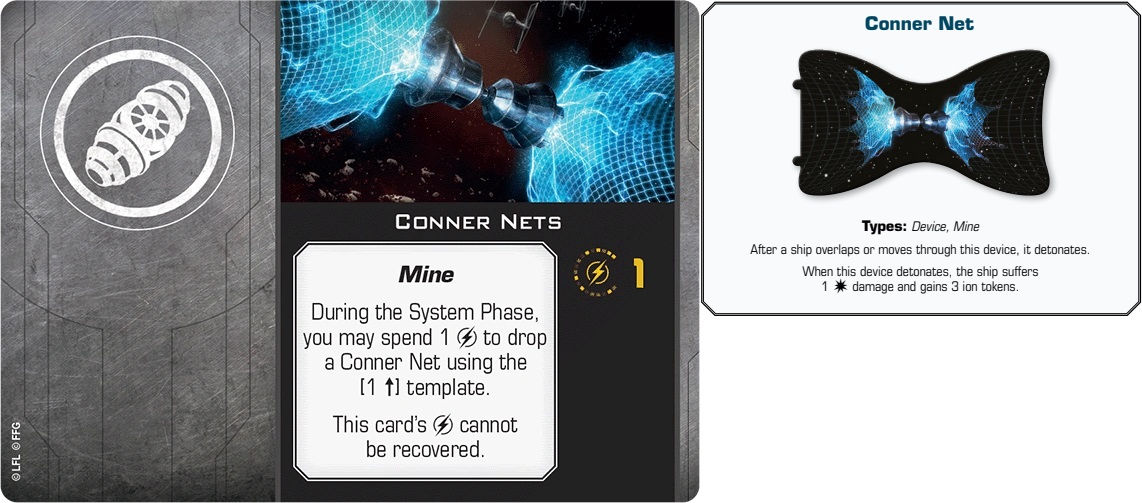 CONNER NETS
1
Mine
During the System Phase,
you may spend 1 to drop
a Conner Net using the
[1 ↑] template.
This card's cannot
be recovered.
©LFL ©FFG
Conner Net
Types: Device, Mine
After a ship overlaps or moves through this device, it detonates.
When this device detonates, the ship suffers
1 damage and gains 3 ion tokens.